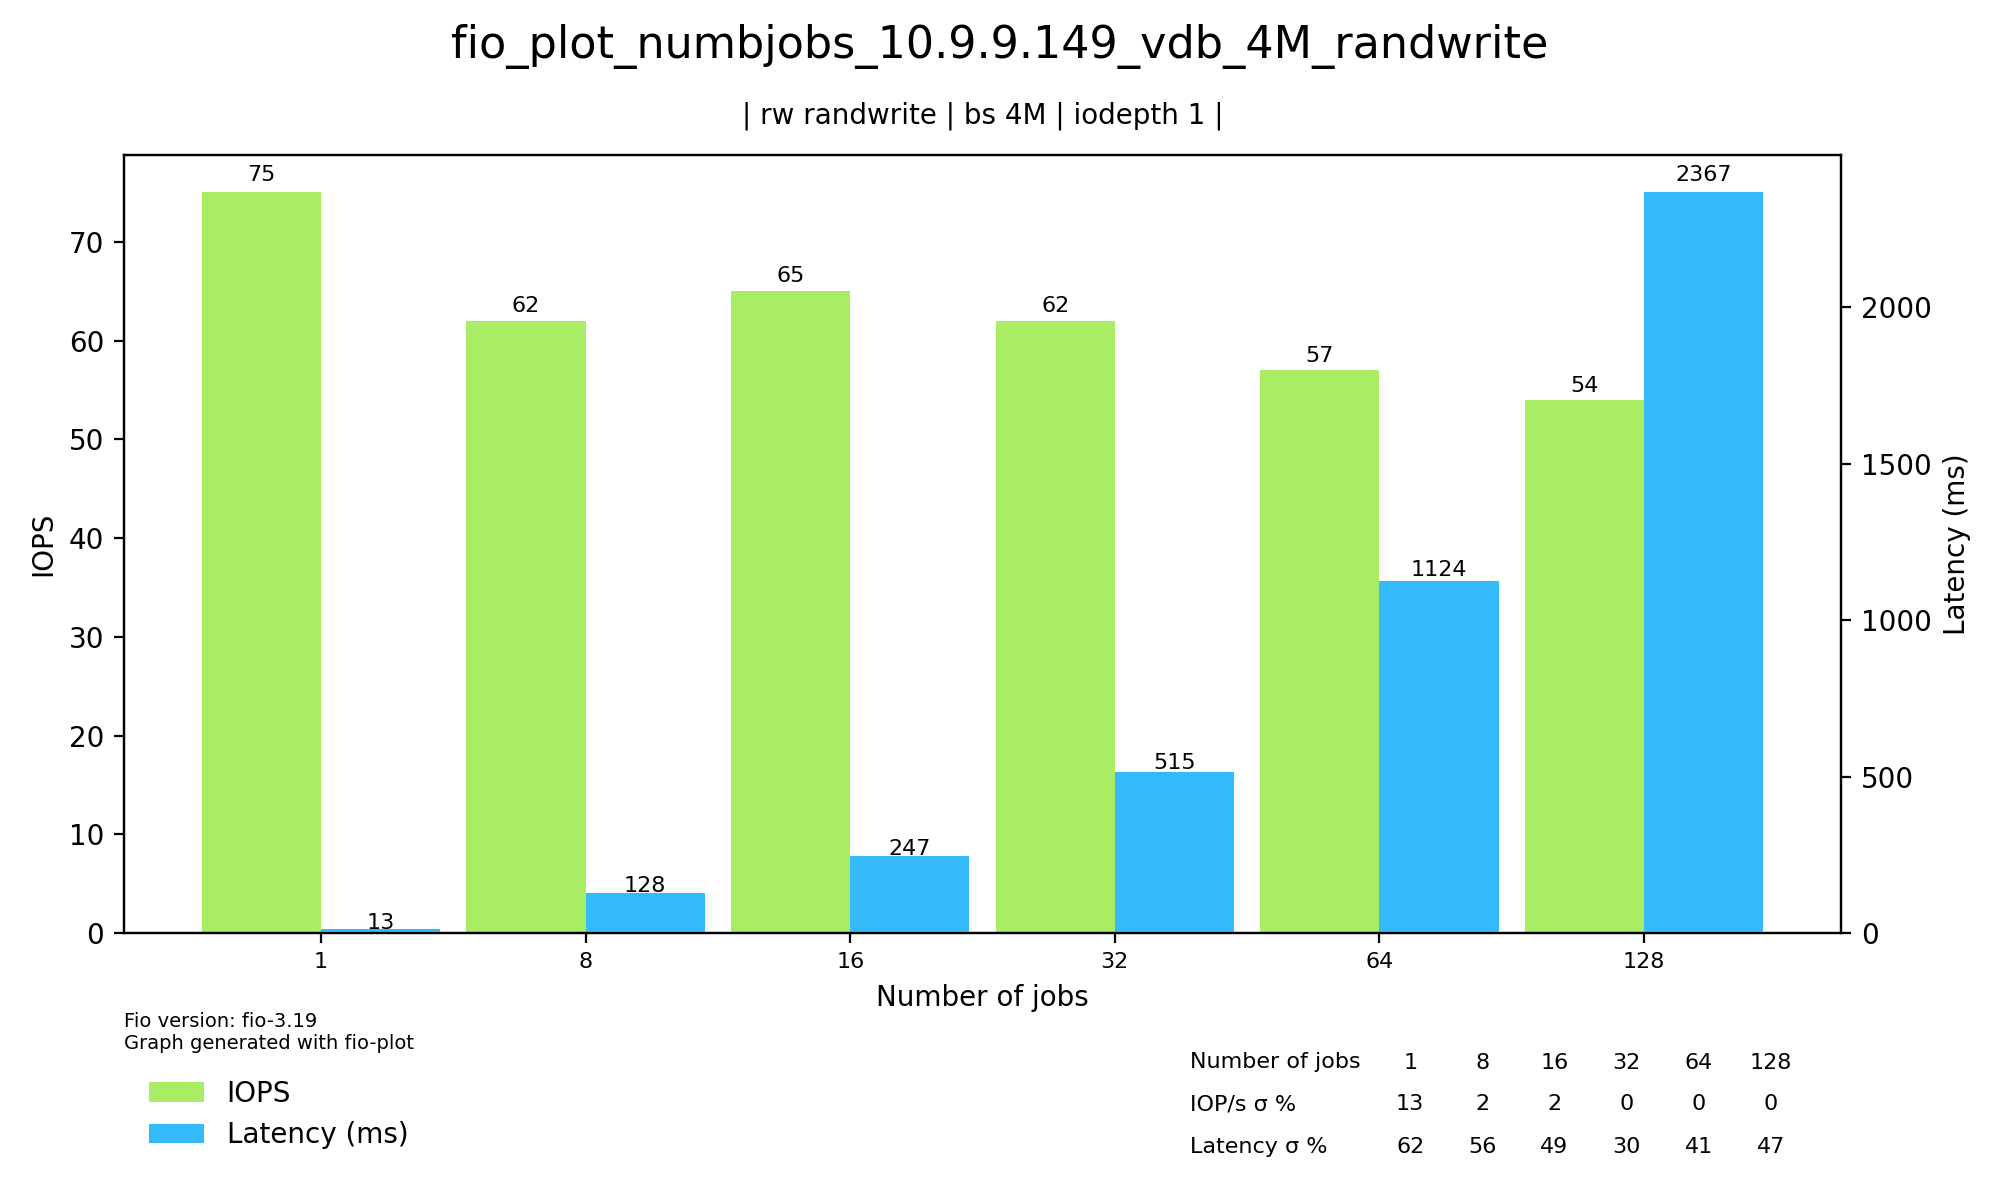 fio_plot_numbjobs_10.9.9.149_vdb_4M_randwrite
| rw randwrite | bs 4M | iodepth 1 |
75
62
65
62
57
54
13
128
247
515
1124
2367
IOPS
70
60
50
40
30
20
10
0
Latency (ms)
2000
1500
1000
500
0
1 8 16 32 64 128
Number of jobs
Fio version: fio-3.19
Graph generated with fio-plot
IOPS
Latency (ms)
Number of jobs 1 8 16 32 64 128
IOP/s σ % 13 2 2 0 0 0
Latency σ % 62 56 49 30 41 47